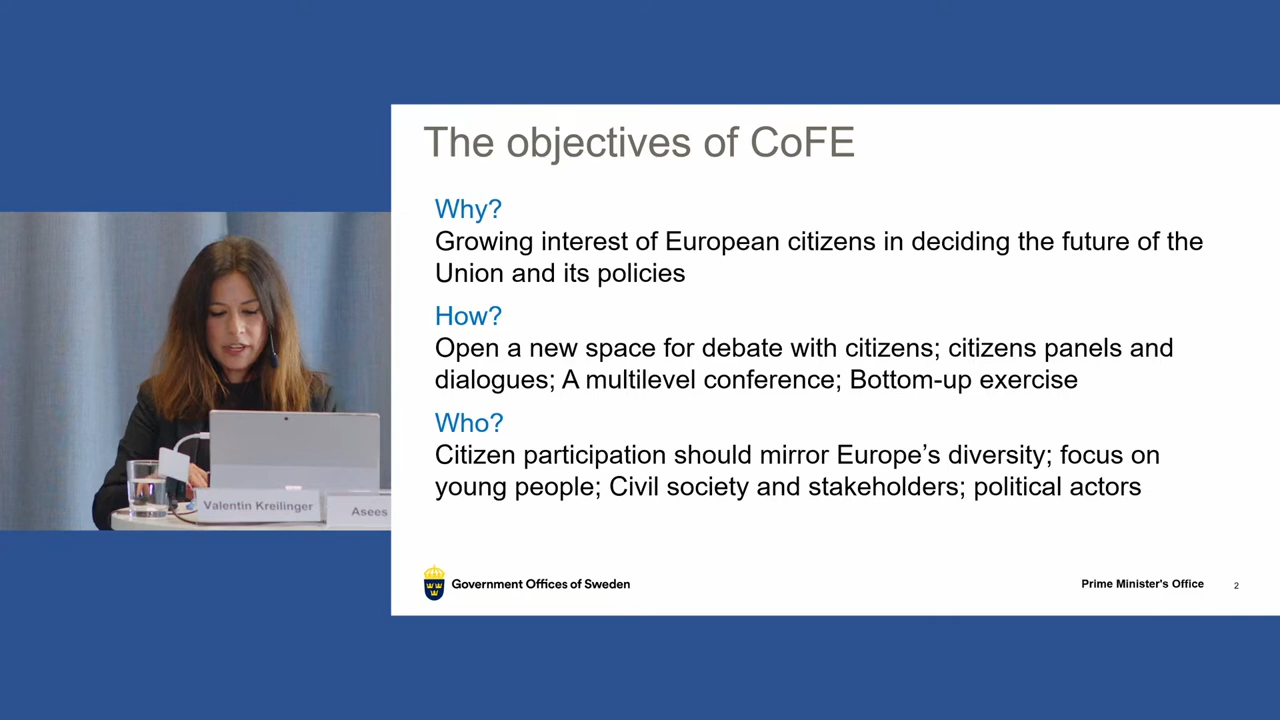 The objectives of CoFE
Why?
Growing interest of European citizens in deciding the future of the
Union and its policies
How?
Open a new space for debate with citizens; citizens panels and
dialogues; A multilevel conference; Bottom-up exercise
Who?
Citizen participation should mirror Europe’s diversity; focus on
young people; Civil society and stakeholders; political actors
Valentin Kreilinger
Asees
Government Offices of Sweden
Prime Minister's Office
2